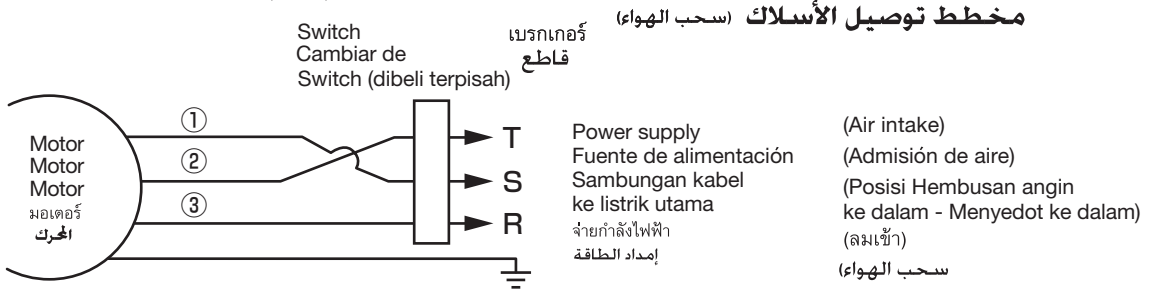 مخطط توصيل الأسلاك (سحب الهواء)
Switch
Cambiar de
Switch (dibeli terpisah)
เบรกเกอร์
قاطع
Motor
Motor
Motor
มอเตอร์
المحرك
①
②
③
T
S
R
Power supply
Fuente de alimentación
Sambungan kabel
ke listrik utama
จ่ายกำลังไฟฟ้า
إمداد الطاقة
(Air intake)
(Admisión de aire)
(Posisi Hembusan angin
ke dalam - Menyedot ke dalam)
(ลมเข้า)
سحب الهواء)